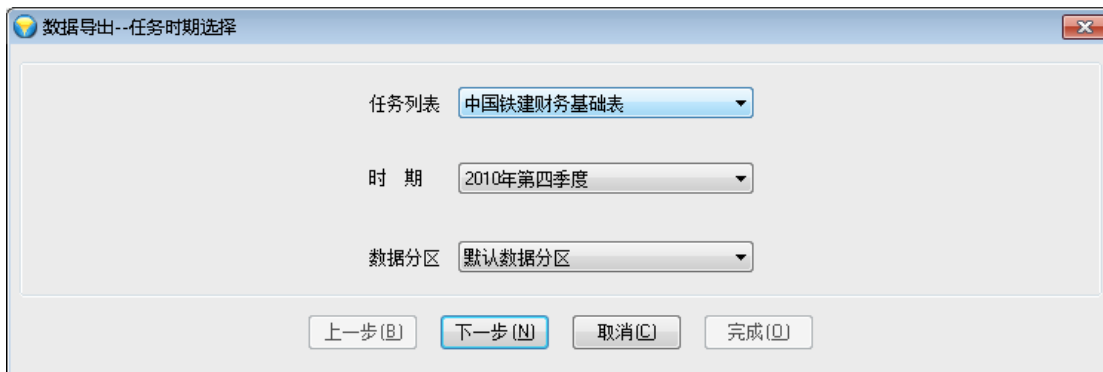 数据导出--任务时期选择
任务列表 中国铁建财务基础表
时 期 2010年第四季度
数据分区 默认数据分区
上一步(B) 下一步(N) 取消(C) 完成(O)